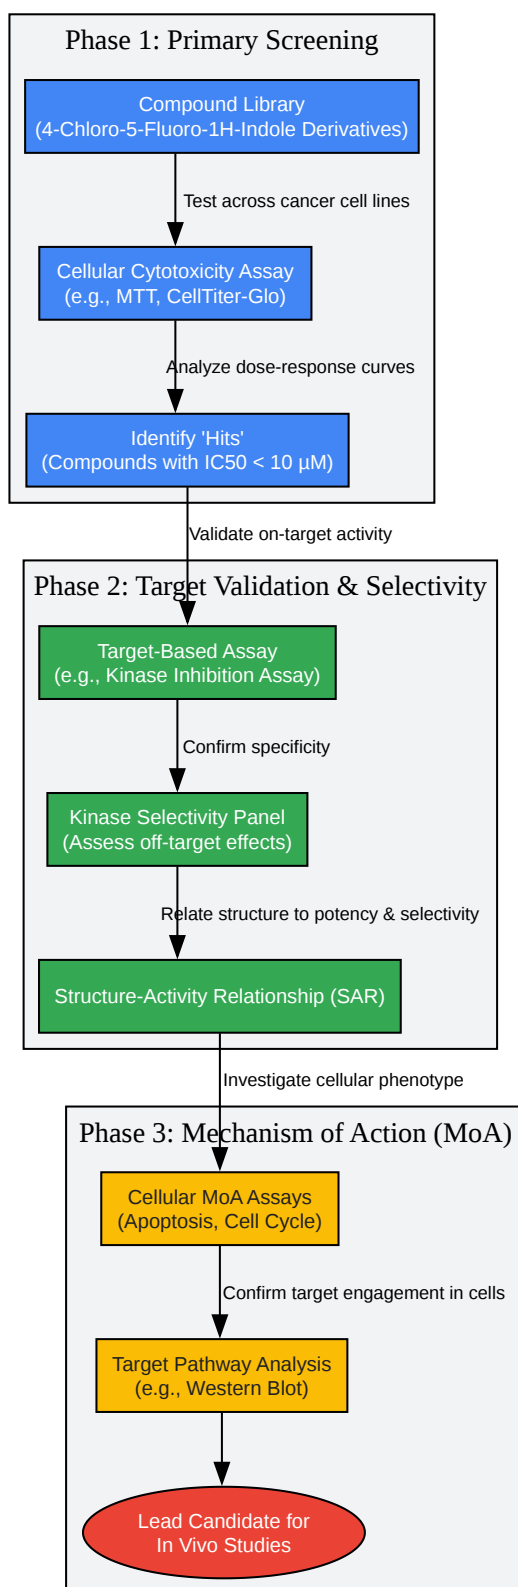 Phase 1: Primary Screening
Compound Library
(4-Chloro-5-Fluoro-1H-Indole Derivatives)
Test across cancer cell lines
Cellular Cytotoxicity Assay
(e.g., MTT, CellTiter-Glo)
Analyze dose-response curves
Identify 'Hits'
(Compounds with IC50 < 10 µM)
Validate on-target activity
Phase 2: Target Validation & Selectivity
Target-Based Assay
(e.g., Kinase Inhibition Assay)
Confirm specificity
Kinase Selectivity Panel
(Assess off-target effects)
Relate structure to potency & selectivity
Structure-Activity Relationship (SAR)
Investigate cellular phenotype
Phase 3: Mechanism of Action (MoA)
Cellular MoA Assays
(Apoptosis, Cell Cycle)
Confirm target engagement in cells
Target Pathway Analysis
(e.g., Western Blot)
Lead Candidate for
In Vivo Studies